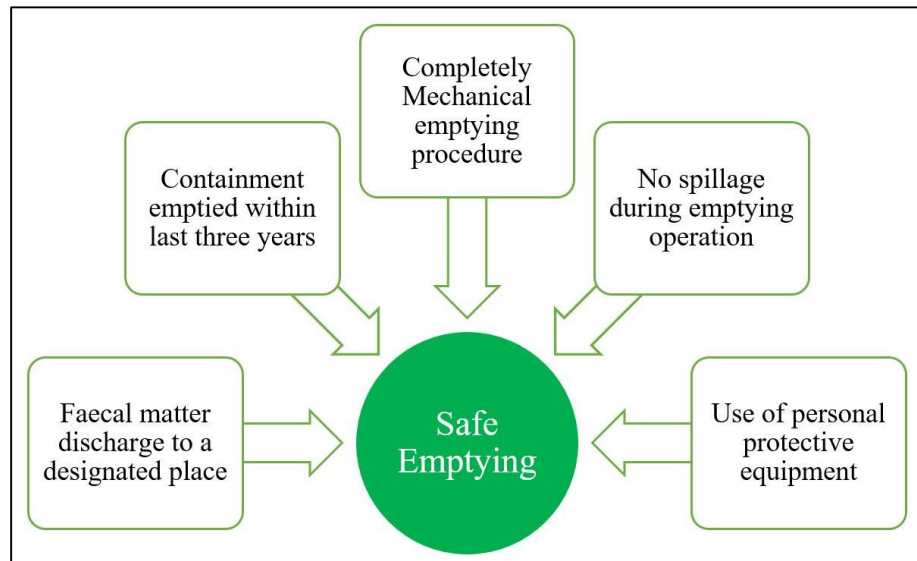 Completely
Mechanical
emptying
procedure
Containment
emptied within
last three years
No spillage
during emptying
operation
Faecal matter
discharge to a
designated place
Safe
Emptying
Use of personal
protective
equipment